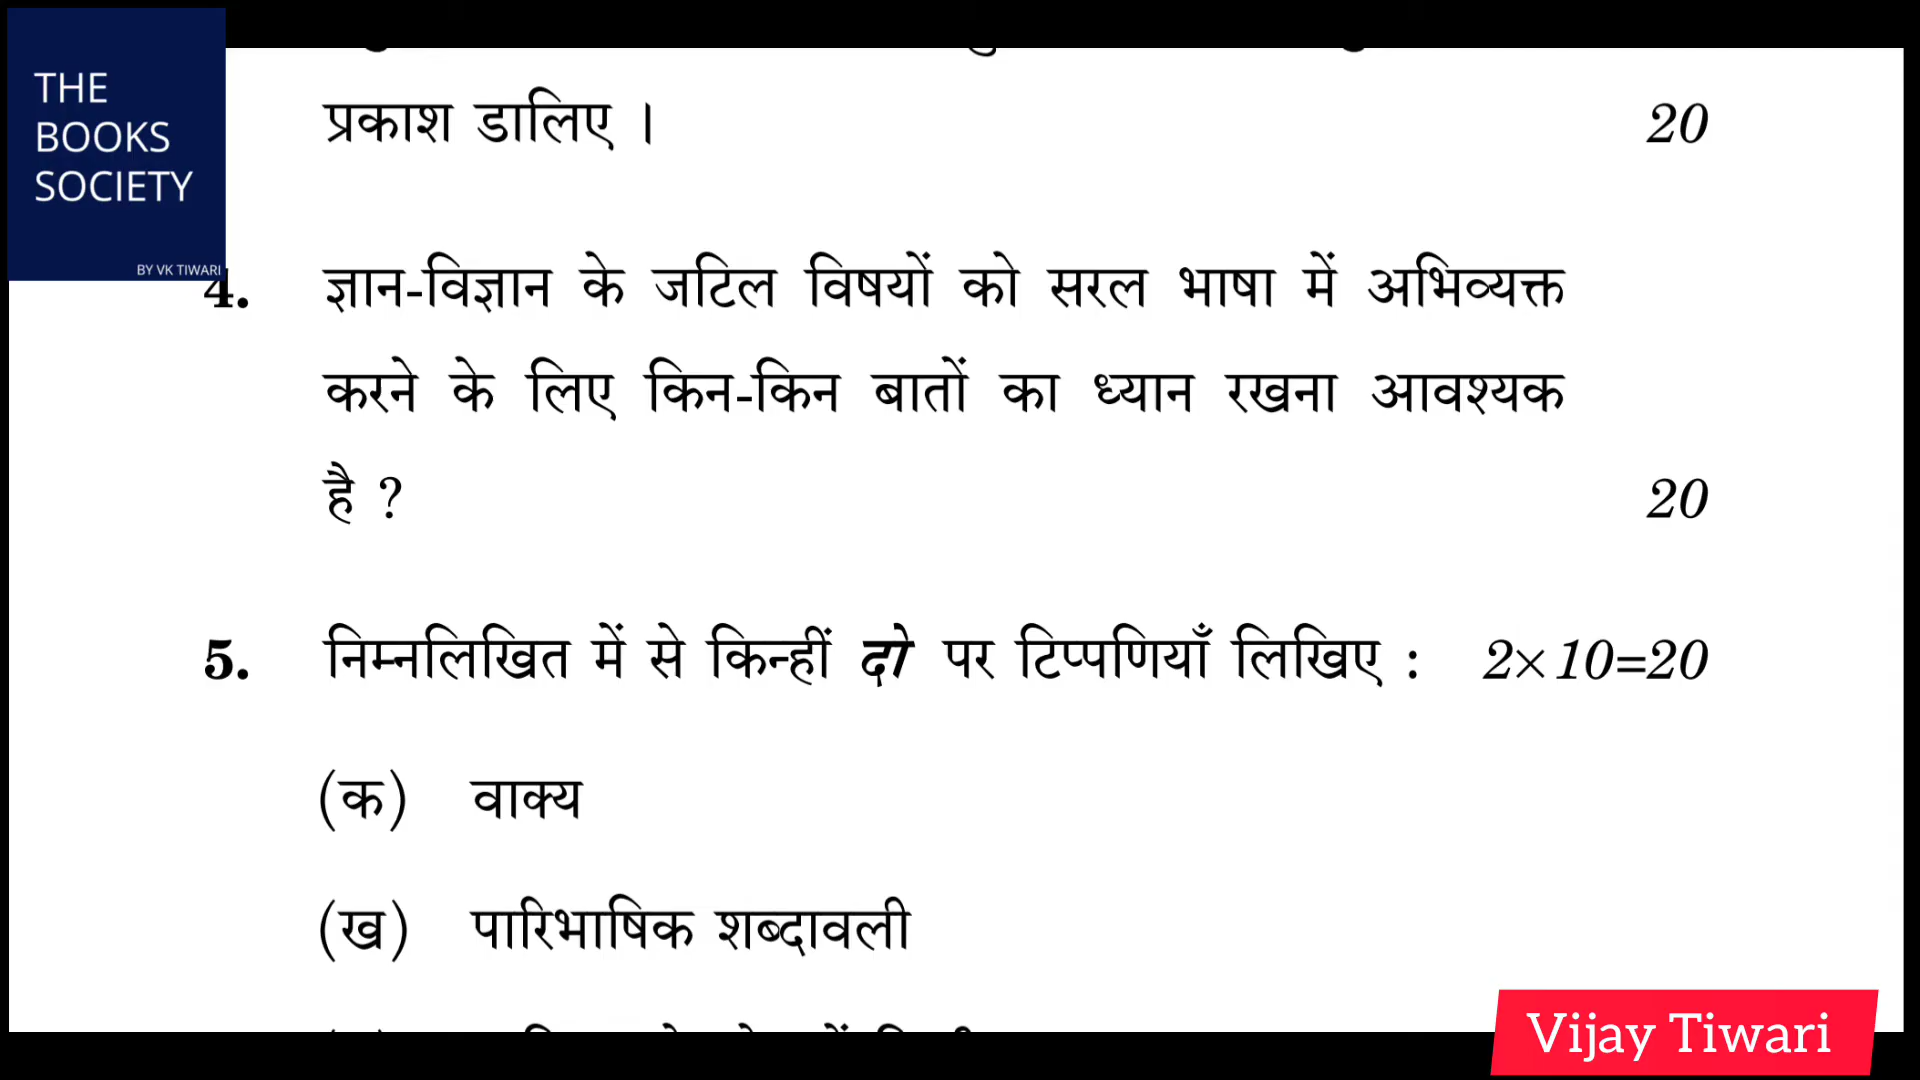 THE
BOOKS
SOCIETY
BY VK TIWARI
प्रकाश डालिए । 20
4. ज्ञान-विज्ञान के जटिल विषयों को सरल भाषा में अभिव्यक्त
करने के लिए किन-किन बातों का ध्यान रखना आवश्यक
है ? 20
5. निम्नलिखित में से किन्हीं दो पर टिप्पणियाँ लिखिए : 2×10=20
(क) वाक्य
(ख) पारिभाषिक शब्दावली
Vijay Tiwari